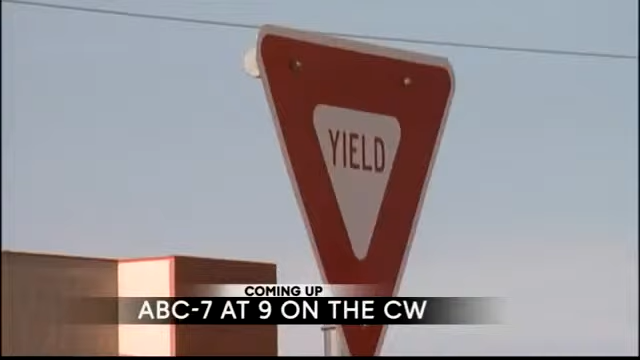 YIELD
COMING UP
ABC-7 AT 9 ON THE CW